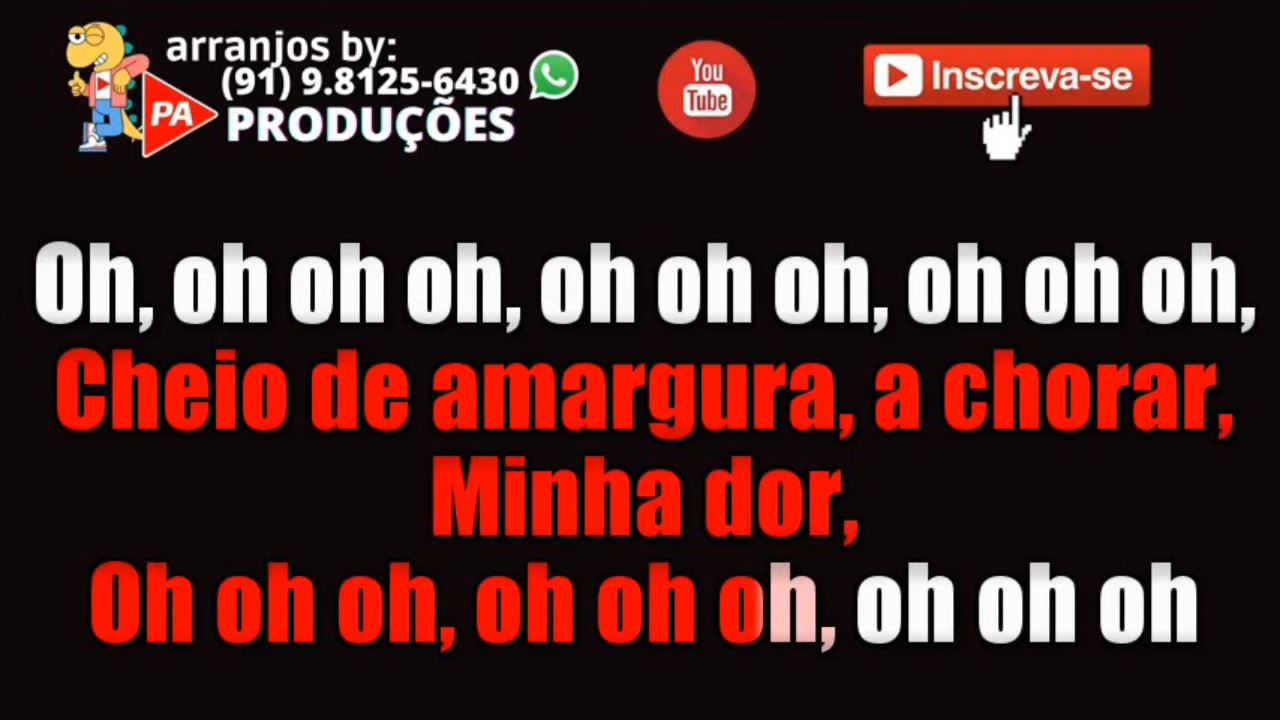 arranjos by:
(91) 9.8125-6430
PA
PRODUÇÕES
You
Tube
Inscreva-se
Oh, oh oh oh, oh oh oh, oh oh oh,
Cheio de amargura, a chorar,
Minha dor,
Oh oh oh, oh oh oh, oh oh oh